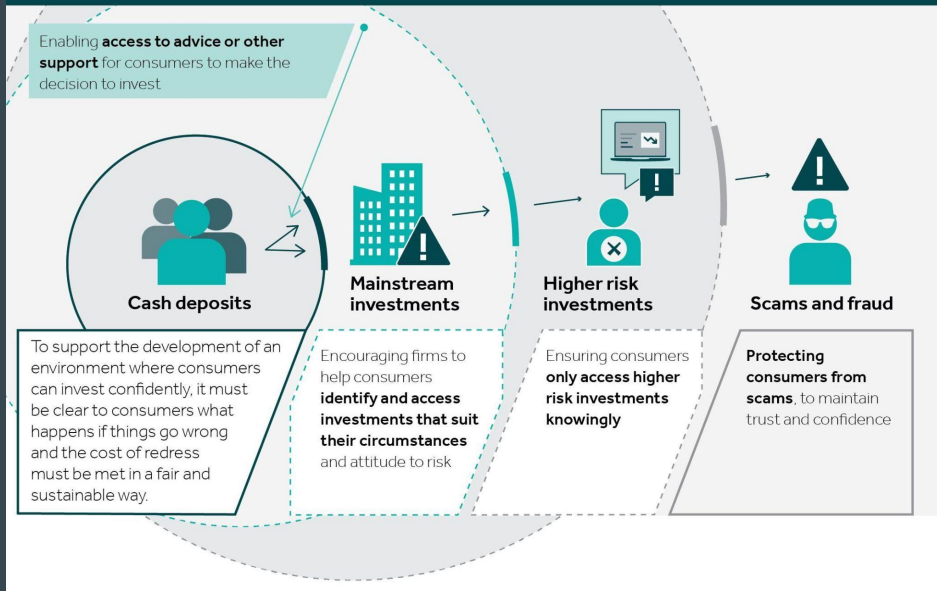 Enabling access to advice or other
support for consumers to make the
decision to invest
Cash deposits
Mainstream
investments
Higher risk
investments
Scams and fraud
To support the development of an
environment where consumers
can invest confidently, it must
be clear to consumers what
happens if things go wrong
and the cost of redress
must be met in a fair and
sustainable way.
Encouraging firms to
help consumers
identify and access
investments that suit
their circumstances
and attitude to risk
Ensuring consumers
only access higher
risk investments
knowingly
Protecting
consumers from
scams, to maintain
trust and confidence